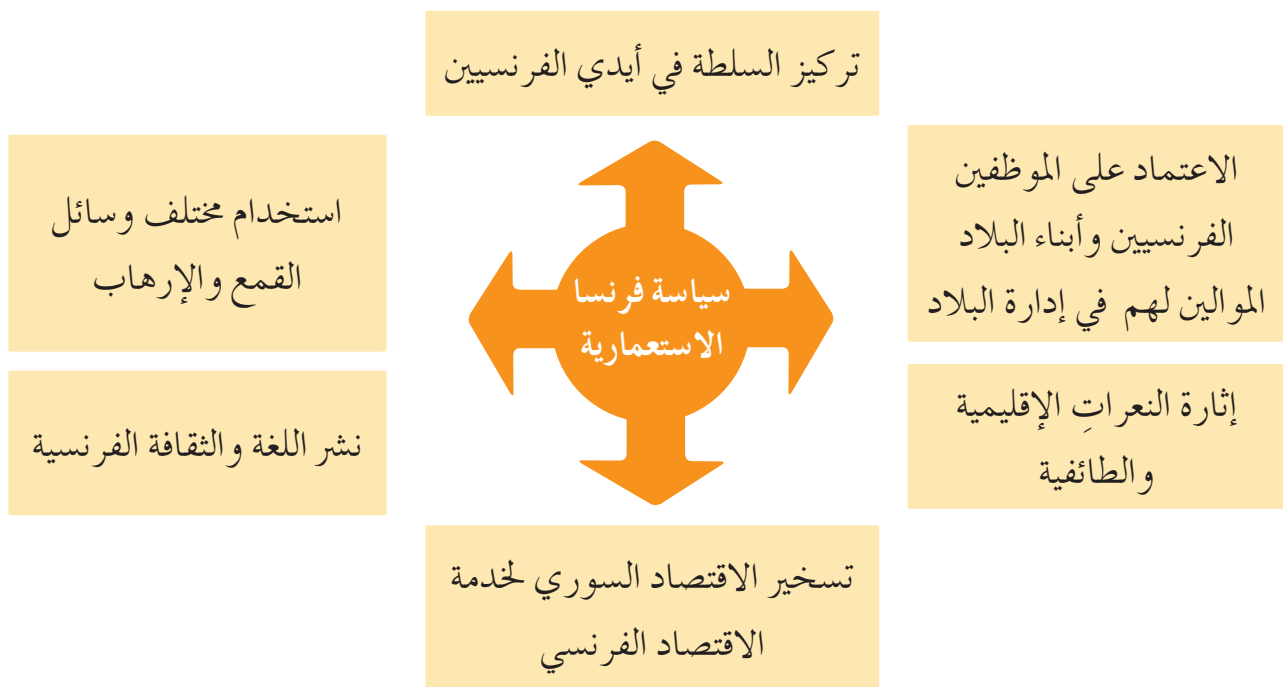 تركيز السلطة في أيدي الفرنسيين
الاعتماد على الموظفين
الفرنسيين وأبناء البلاد
الموالين لهم في إدارة البلاد
استخدام مختلف وسائل
القمع والإرهاب
سياسة فرنسا
الاستعمارية
إثارة النعراتِ الإقليمية
والطائفية
نشر اللغة والثقافة الفرنسية
تسخير الاقتصاد السوري لخدمة
الاقتصاد الفرنسي